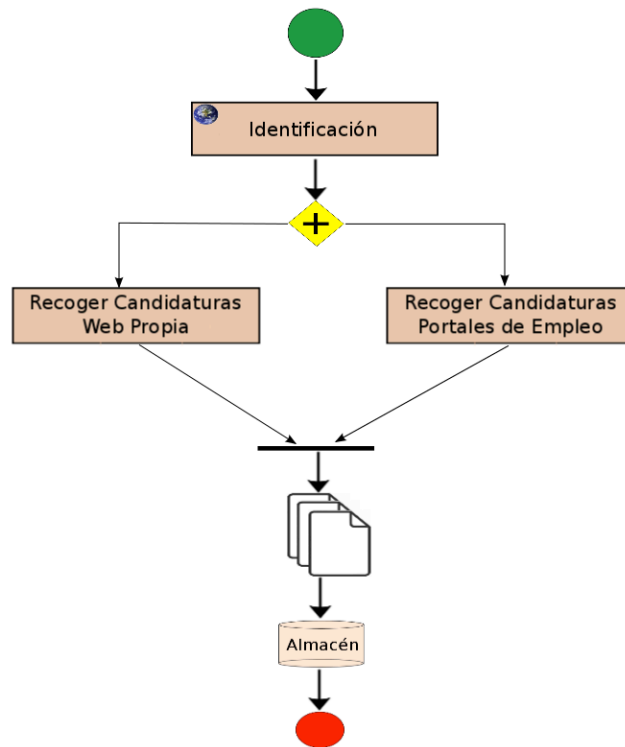 Identificación
Recoger Candidaturas
Web Propia
Recoger Candidaturas
Portales de Empleo
Almacén